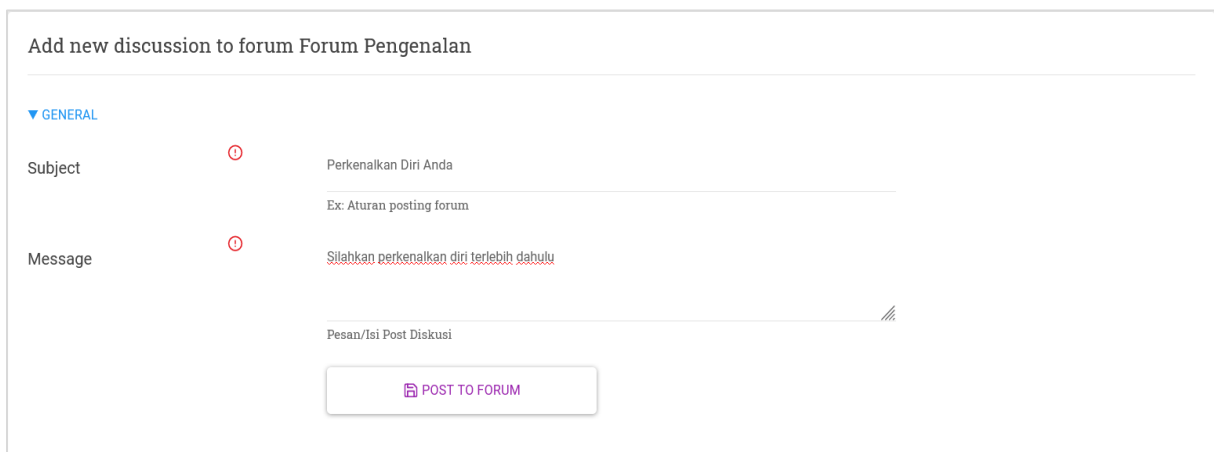 Add new discussion to forum Forum Pengenalan
GENERAL
Subject
Perkenalkan Diri Anda
Ex: Aturan posting forum
Message
Silahkan perkenalkan diri terlebih dahulu
Pesan/Isi Post Diskusi
POST TO FORUM